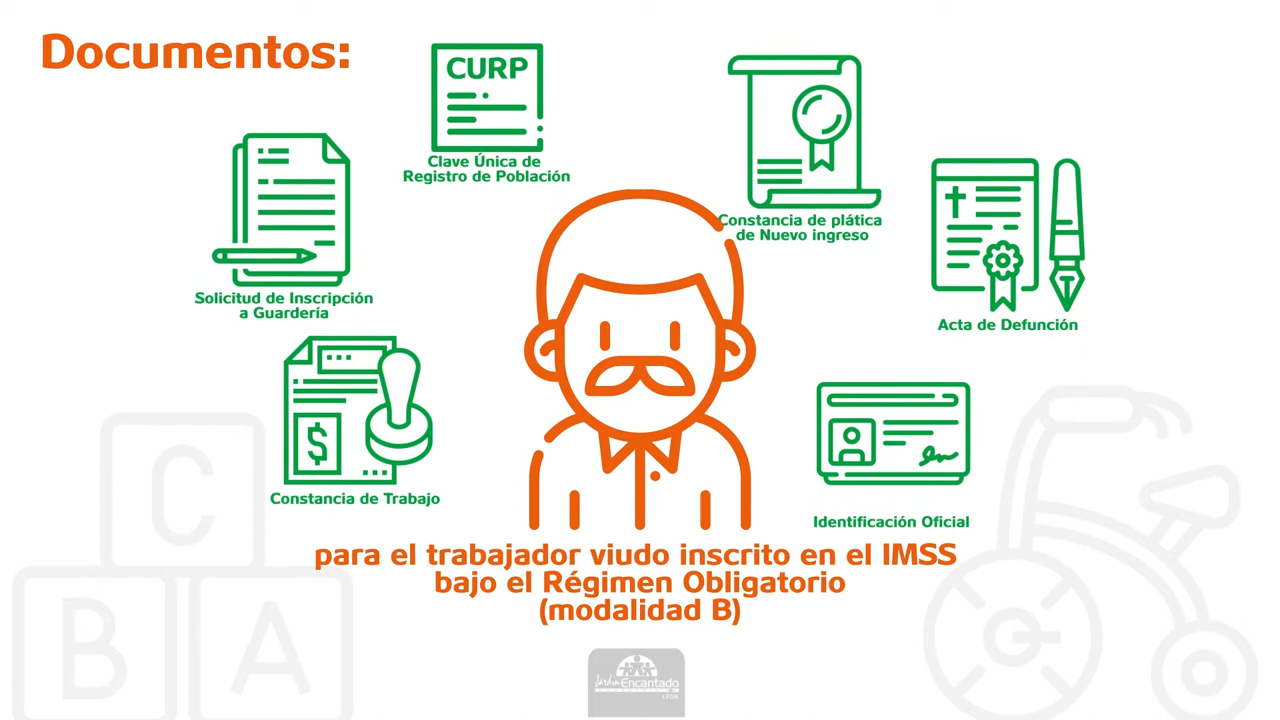 Documentos:
CURP
Clave Única de
Registro de Población
Constancia de plática
de Nuevo ingreso
Solicitud de Inscripción
a Guardería
Acta de Defunción
$
Constancia de Trabajo
Identificación Oficial
para el trabajador viudo inscrito en el IMSS
bajo el Régimen Obligatorio
(modalidad B)
C
B A
Jardín Encantado
LEÓN